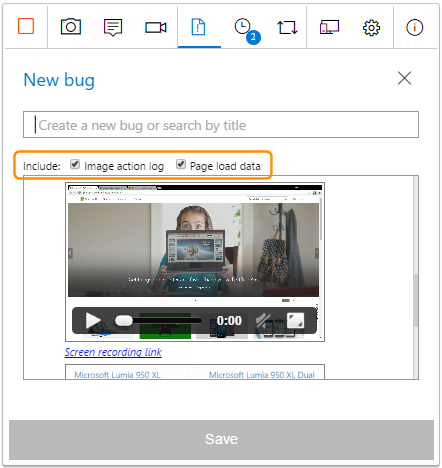 2
New bug
Create a new bug or search by title
Include: Image action log Page load data
0:00
Screen recording link
Microsoft Lumia 950 XL Microsoft Lumia 950 XL Dual
Save